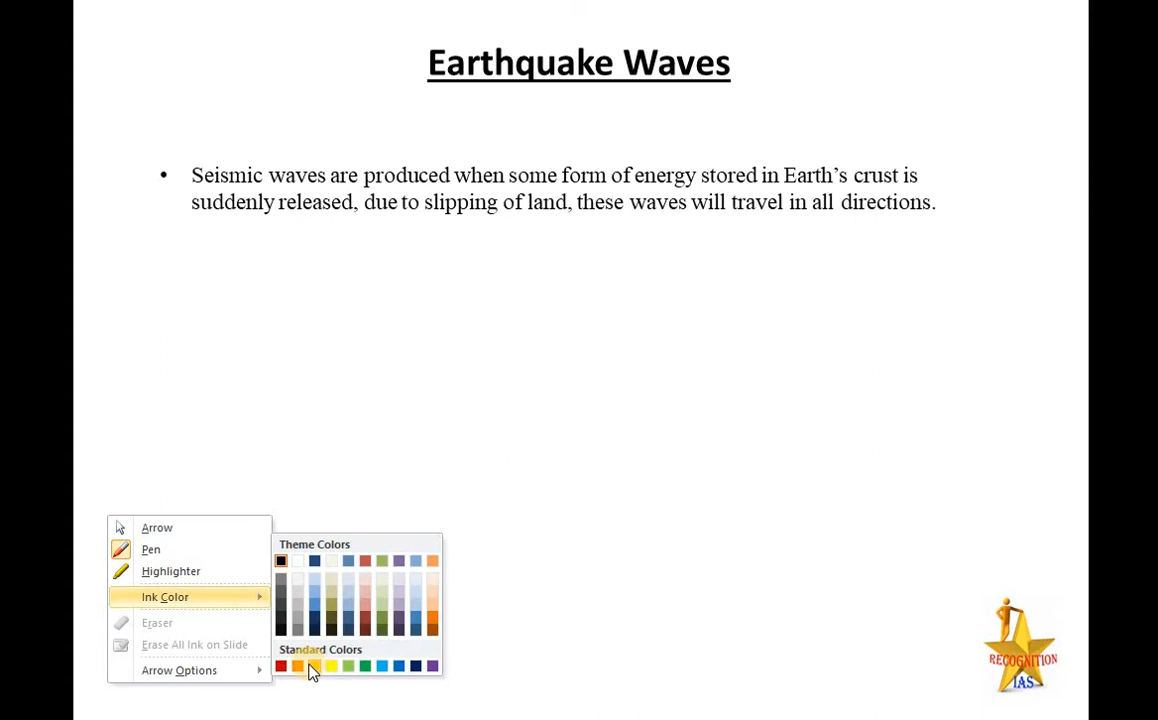 Earthquake Waves
• Seismic waves are produced when some form of energy stored in Earth’s crust is
suddenly released, due to slipping of land, these waves will travel in all directions.
Arrow
Pen
Highlighter
Ink Color
Eraser
Erase All Ink on Slide
Arrow Options
Theme Colors
Standard Colors
RECOGNITION
IAS